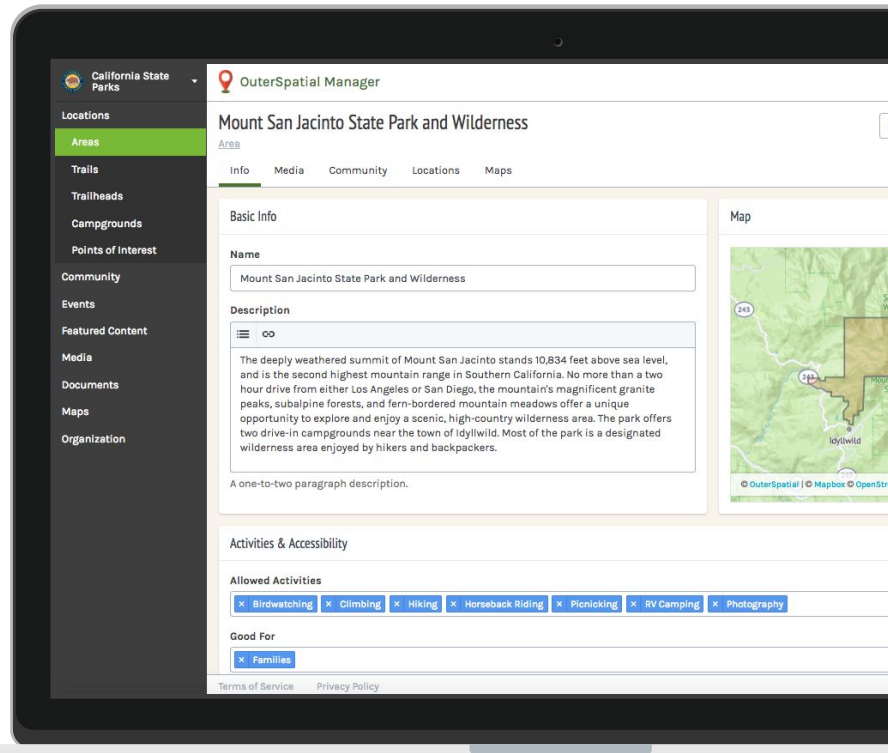 California State
Parks
OuterSpatial Manager
Locations
Areas
Trails
Trailheads
Campgrounds
Points of Interest
Community
Events
Featured Content
Media
Documents
Maps
Organization
Mount San Jacinto State Park and Wilderness
Area
Info Media Community Locations Maps
Basic Info
Name
Mount San Jacinto State Park and Wilderness
Description
The deeply weathered summit of Mount San Jacinto stands 10,834 feet above sea level,
and is the second highest mountain range in Southern California. No more than a two
hour drive from either Los Angeles or San Diego, the mountain's magnificent granite
peaks, subalpine forests, and fern-bordered mountain meadows offer a unique
opportunity to explore and enjoy a scenic, high-country wilderness area. The park offers
two drive-in campgrounds near the town of Idyllwild. Most of the park is a designated
wilderness area enjoyed by hikers and backpackers.
A one-to-two paragraph description.
Map
243
243
Idyllwild
243
© OuterSpatial | © Mapbox © OpenStr
Activities & Accessibility
Allowed Activities
× Birdwatching × Climbing × Hiking × Horseback Riding × Picnicking × RV Camping × Photography
Good For
× Families
Terms of Service Privacy Policy